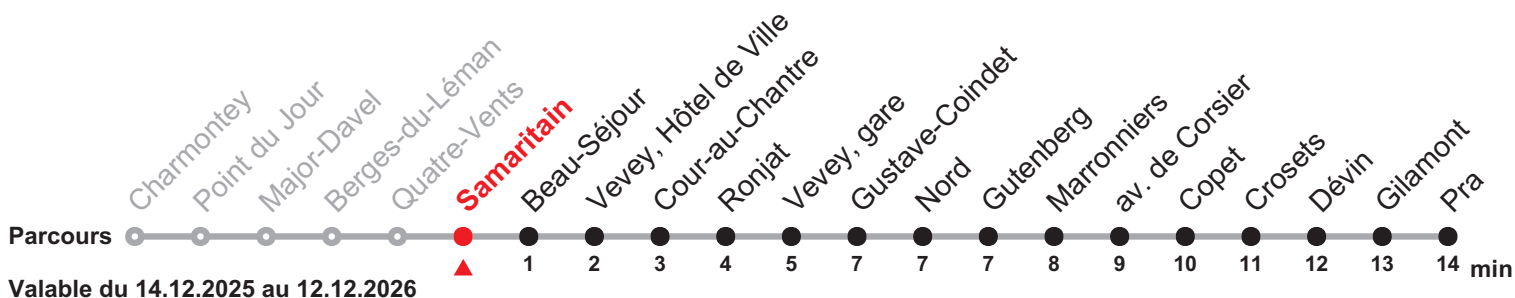 Charmontey
Point du Jour
Major-Davel
Berges-du-Léman
Quatre-Vents
Samaritain
Beau-Séjour
Vevey, Hôtel de Ville
Cour-au-Chantre
Ronjat
Vevey, gare
Gustave-Coindet
Nord
Gutenberg
Marronniers
av. de Corsier
Copet
Crosets
Dévin
Gilamont
Pra
Parcours
1 2 3 4 5 7 7 7 8 9 10 11 12 13 14 min
Valable du 14.12.2025 au 12.12.2026